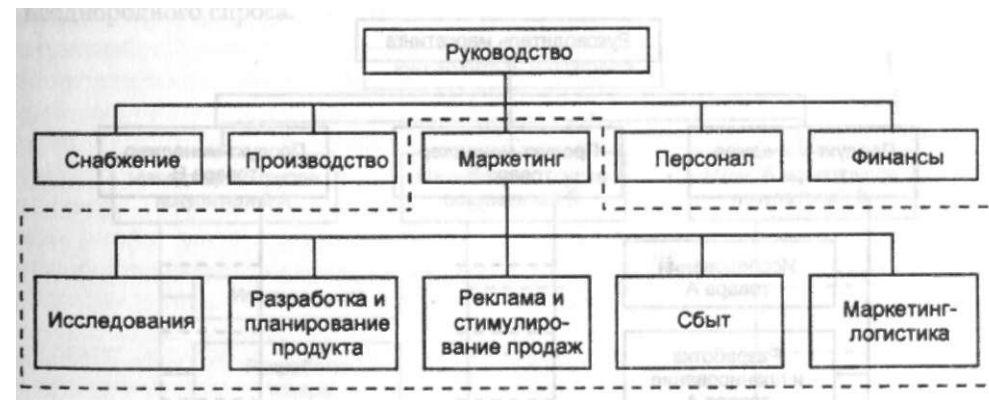 Руководство
Снабжение
Производство
Маркетинг
Персонал
Финансы
Исследования
Разработка и
планирование
продукта
Реклама и
стимулиро-
вание продаж
Сбыт
Маркетинг-
логистика